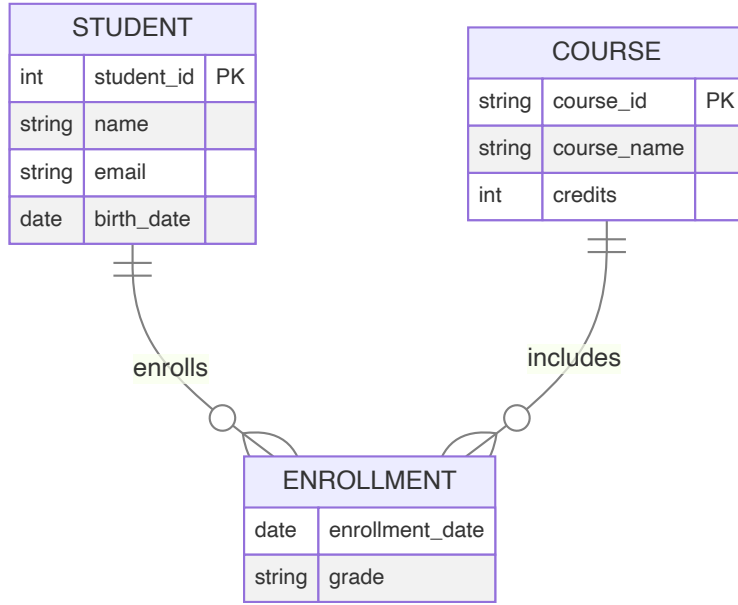 STUDENT
int student_id PK
string name
string email
date birth_date
COURSE
string course_id PK
string course_name
int credits
enrolls
includes
ENROLLMENT
date enrollment_date
string grade